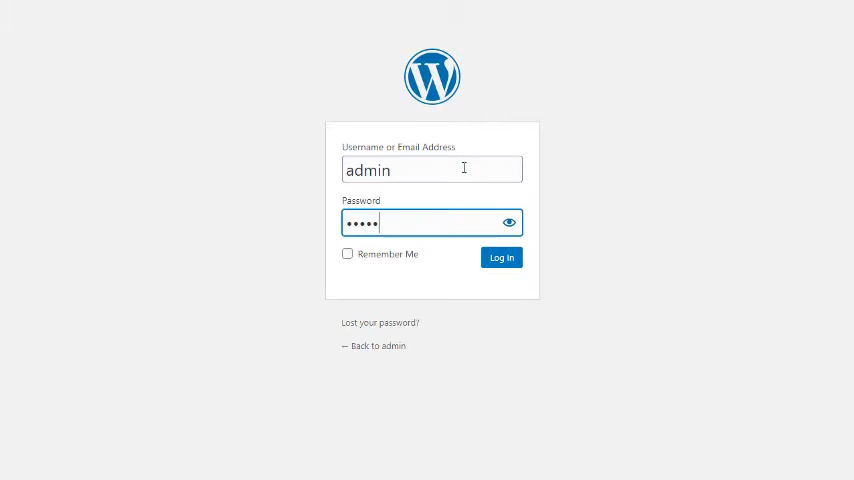 Username or Email Address
admin
Password
•••••
Remember Me
Log In
Lost your password?
← Back to admin